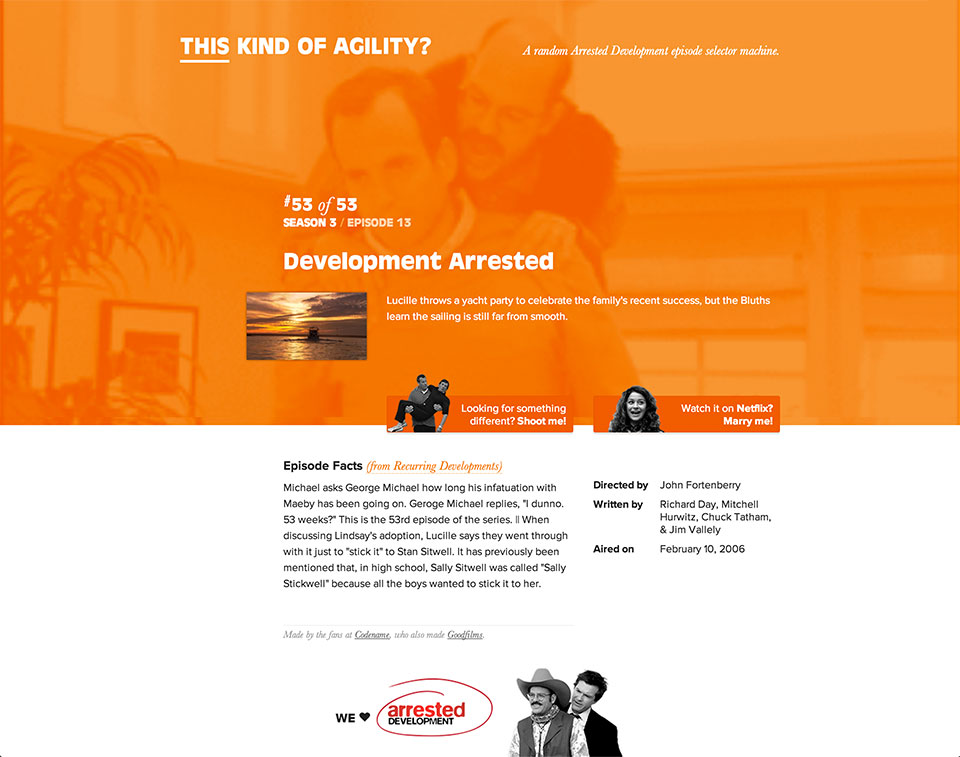 THIS KIND OF AGILITY?
A random Arrested Development episode selector machine.
#53 of 53
SEASON 3 / EPISODE 13
Development Arrested
Lucille throws a yacht party to celebrate the family's recent success, but the Bluths
learn the sailing is still far from smooth.
Looking for something
different? Shoot me!
Watch it on Netflix?
Marry me!
Episode Facts (from Recurring Developments)
Michael asks George Michael how long his infatuation with
Maeby has been going on. Geroge Michael replies, "I dunno.
53 weeks?" This is the 53rd episode of the series. || When
discussing Lindsay's adoption, Lucille says they went through
with it just to "stick it" to Stan Sitwell. It has previously been
mentioned that, in high school, Sally Sitwell was called "Sally
Stickwell" because all the boys wanted to stick it to her.
Directed by John Fortenberry
Written by Richard Day, Mitchell
Hurwitz, Chuck Tatham,
& Jim Vallely
Aired on February 10, 2006
Made by the fans at Codename, who also made Goodfilms.
WE ♥ arrested
DEVELOPMENT